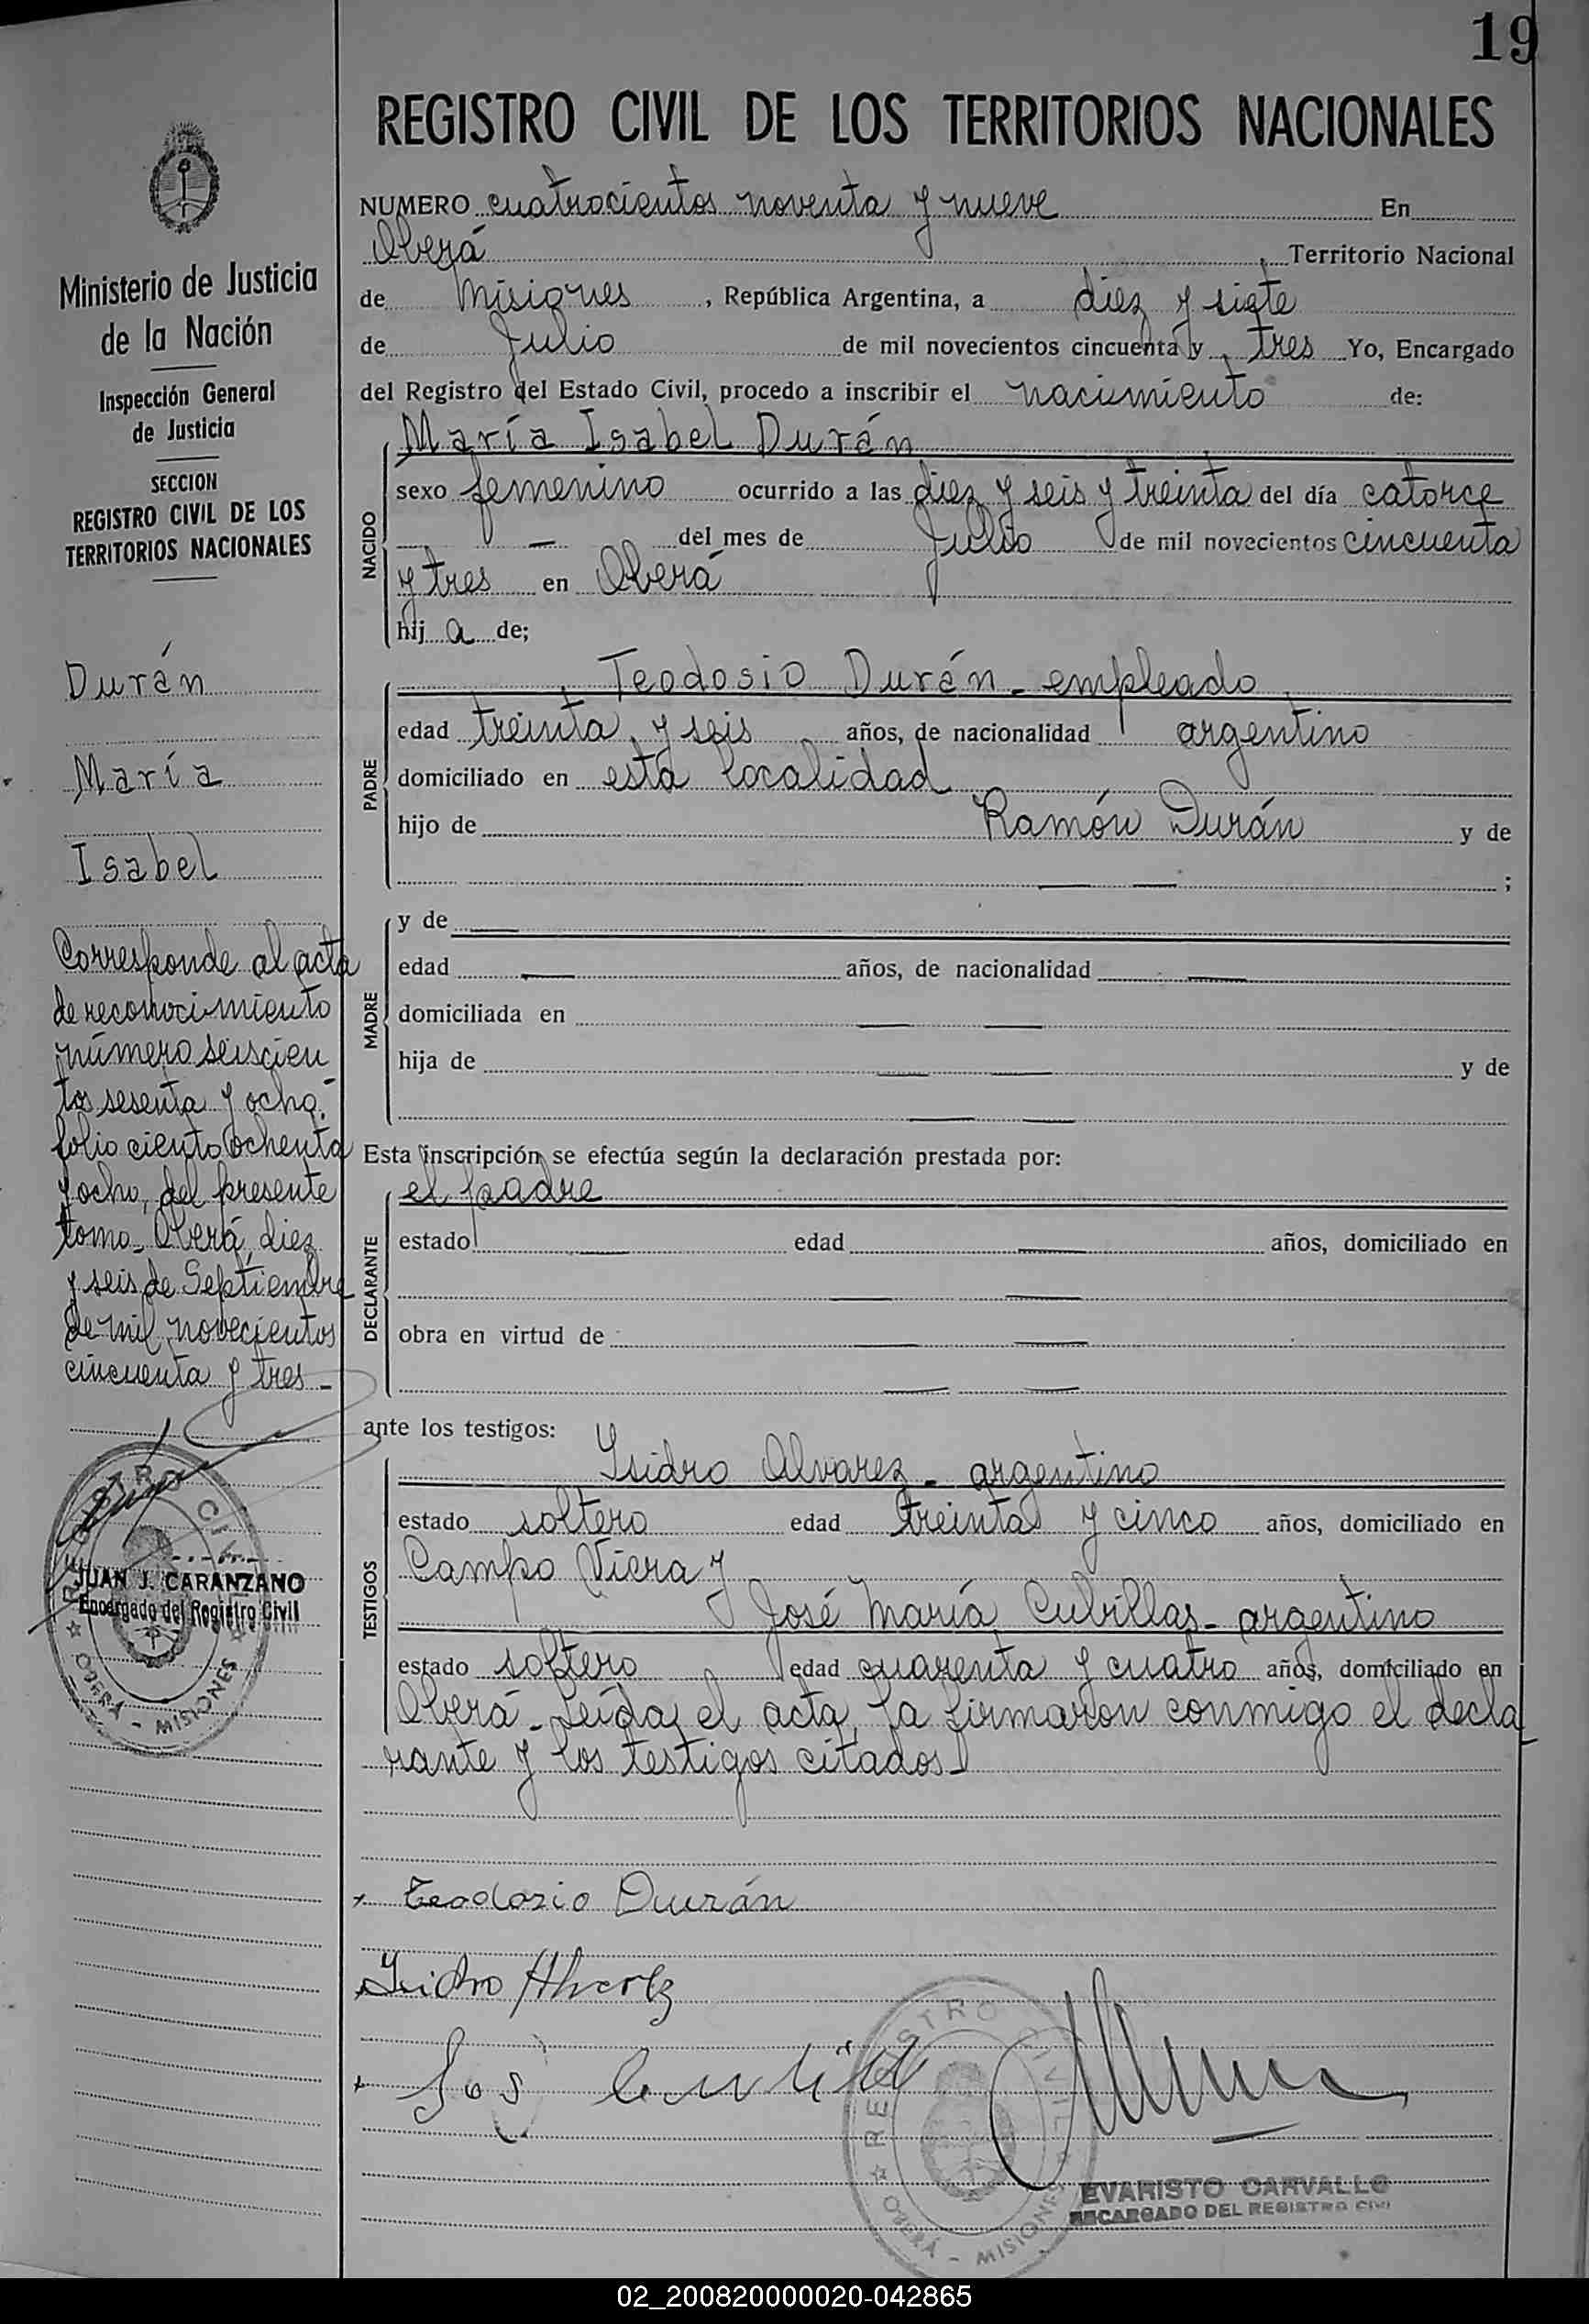 19
REGISTRO CIVIL DE LOS TERRITORIOS NACIONALES
Ministerio de Justicia
de la Nación
Inspección General
de Justicia
SECCION
REGISTRO CIVIL DE LOS
TERRITORIOS NACIONALES
Durán
María
Isabel
Corresponde al acta
de reconocimiento
número seiscien
tos sesenta y ocho,
folio ciento ochenta
y ocho, del presente
tomo_ Oberá, diez
y seis de Septiembre
de mil novecientos
cincuenta y tres_
REGISTRO CIVIL
JUAN J. CARANZANO
Encargado del Registro Civil
OBERÁ - MISIONES
NUMERO cuatrocientos noventa y nueve En
Oberá, Territorio Nacional
de Misiones, República Argentina, a diez y siete
de Julio de mil novecientos cincuenta y tres Yo, Encargado
del Registro del Estado Civil, procedo a inscribir el nacimiento de:
NACIDO
María Isabel Durán
sexo femenino ocurrido a las diez y seis y treinta del día catorce
— del mes de Julio de mil novecientos cincuenta
y tres en Oberá
hij a de;
PADRE
Teodosio Durán - empleado,
edad treinta y seis años, de nacionalidad argentino
domiciliado en esta localidad
hijo de Ramón Durán y de
— — ;
MADRE
y de —
edad — años, de nacionalidad —
domiciliada en — —
hija de — — y de
— —
Esta inscripción se efectúa según la declaración prestada por:
DECLARANTE
el padre
estado — edad — años, domiciliado en
— —
obra en virtud de — —
— —
ante los testigos:
TESTIGOS
Isidro Alvarez - argentino
estado soltero edad treinta y cinco años, domiciliado en
Campo Viera y
José María Cubillas - argentino
estado soltero edad cuarenta y cuatro años, domiciliado en
Oberá - Leída el acta, la firmaron conmigo el decla
rante y los testigos citados_
Teodosio Durán
Isidro Alvarez
REGISTRO CIVIL
OBERÁ - MISIONES
EVARISTO CARVALLO
ENCARGADO DEL REGISTRO CIVIL
02_200820000020-042865